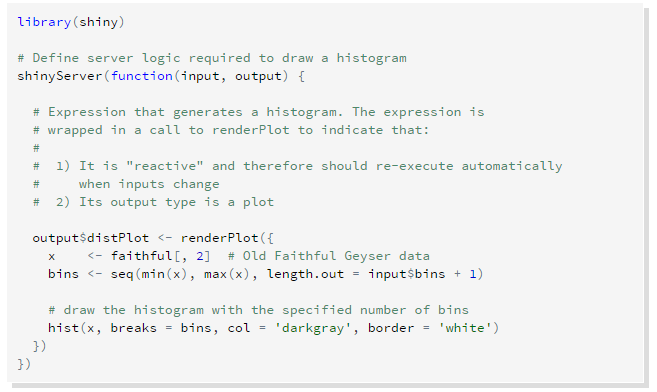 library(shiny)

# Define server logic required to draw a histogram
shinyServer(function(input, output) {

  # Expression that generates a histogram. The expression is
  # wrapped in a call to renderPlot to indicate that:
  #
  #  1) It is "reactive" and therefore should re-execute automatically
  #     when inputs change
  #  2) Its output type is a plot

  output$distPlot <- renderPlot({
    x    <- faithful[, 2]  # Old Faithful Geyser data
    bins <- seq(min(x), max(x), length.out = input$bins + 1)

    # draw the histogram with the specified number of bins
    hist(x, breaks = bins, col = 'darkgray', border = 'white')
  })
})